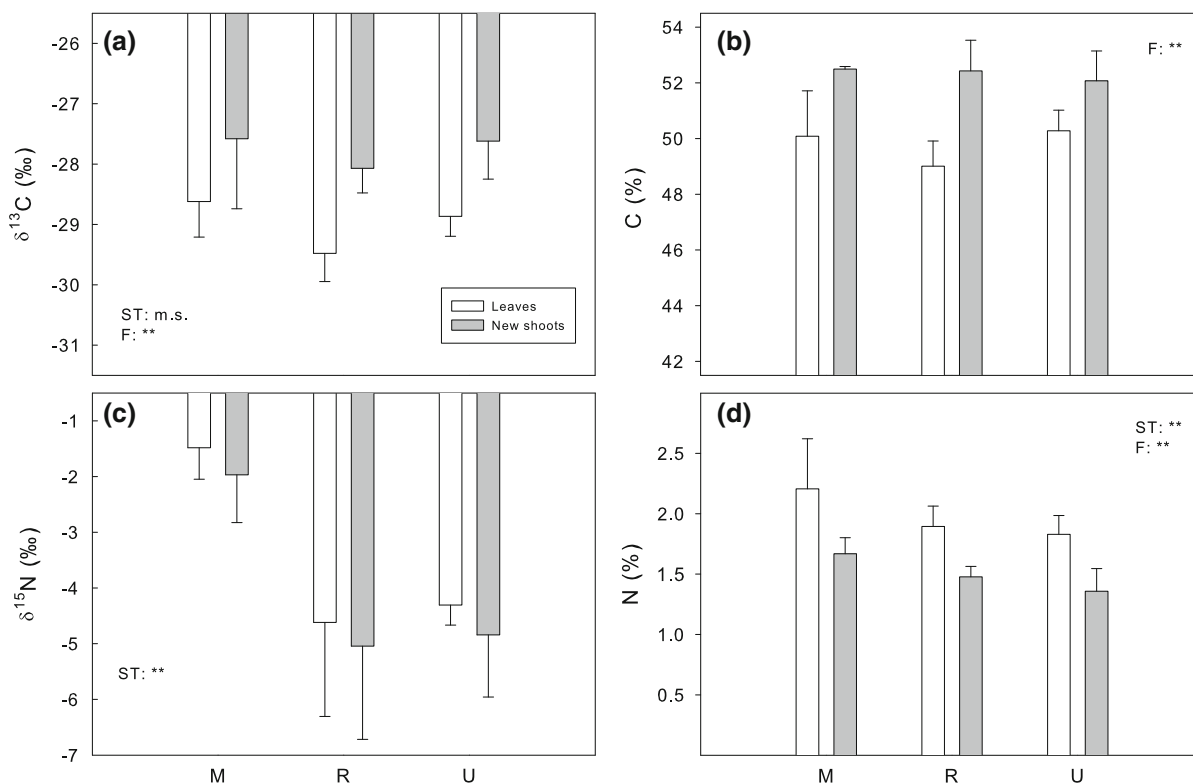 (a)
-26
-27
-28
-29
-30
-31
δ13C (‰)
ST: m.s.
F: **
Leaves
New shoots
(b)
54
52
50
48
46
44
42
C (%)
F: **
(c)
-1
-2
-3
-4
-5
-6
-7
δ15N (‰)
ST: **
M R U
(d)
2.5
2.0
1.5
1.0
0.5
N (%)
ST: **
F: **
M R U